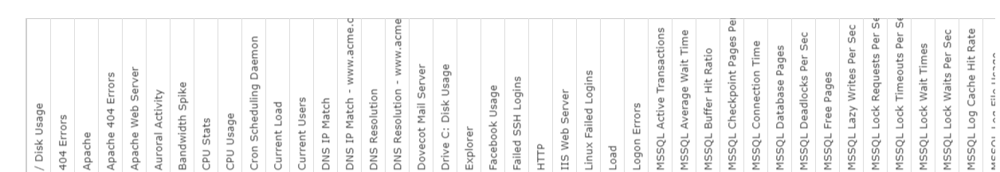 / Disk Usage
404 Errors
Apache
Apache 404 Errors
Apache Web Server
Auroral Activity
Bandwidth Spike
CPU Stats
CPU Usage
Cron Scheduling Daemon
Current Load
Current Users
DNS IP Match
DNS IP Match - www.acme.c
DNS Resolution
DNS Resolution - www.acme
Dovecot Mail Server
Drive C: Disk Usage
Explorer
Facebook Usage
Failed SSH Logins
HTTP
IIS Web Server
Linux Failed Logins
Load
Logon Errors
MSSQL Active Transactions
MSSQL Average Wait Time
MSSQL Buffer Hit Ratio
MSSQL Checkpoint Pages Pe
MSSQL Connection Time
MSSQL Database Pages
MSSQL Deadlocks Per Sec
MSSQL Free Pages
MSSQL Lazy Writes Per Sec
MSSQL Lock Requests Per Se
MSSQL Lock Timeouts Per Se
MSSQL Lock Wait Times
MSSQL Lock Waits Per Sec
MSSQL Log Cache Hit Rate